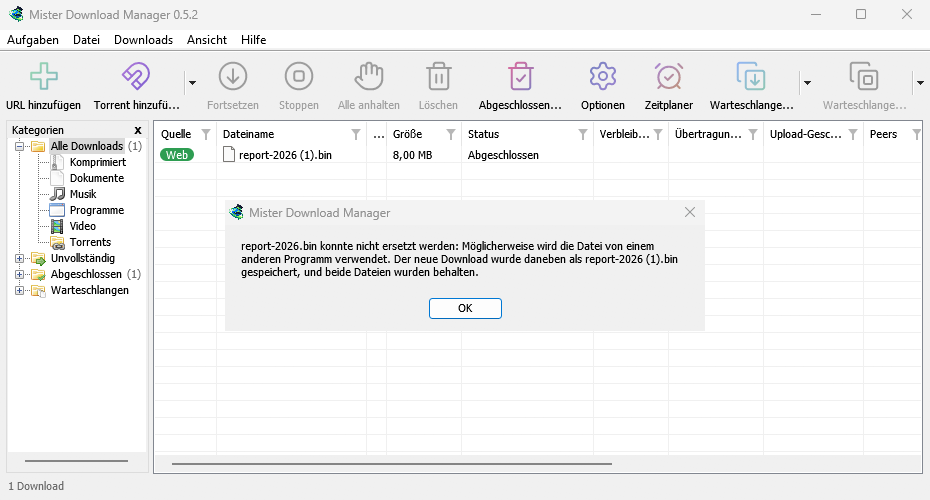 Mister Download Manager 0.5.2
Aufgaben Datei Downloads Ansicht Hilfe
URL hinzufügen Torrent hinzufü... Fortsetzen Stoppen Alle anhalten Löschen Abgeschlossen... Optionen Zeitplaner Warteschlange... Warteschlange...
Kategorien x
Alle Downloads (1)
Komprimiert
Dokumente
Musik
Programme
Video
Torrents
Unvollständig
Abgeschlossen (1)
Warteschlangen
Quelle Dateiname ... Größe Status Verbleib... Übertragun... Upload-Gesc... Peers
Web report-2026 (1).bin 8,00 MB Abgeschlossen
Mister Download Manager
report-2026.bin konnte nicht ersetzt werden: Möglicherweise wird die Datei von einem
anderen Programm verwendet. Der neue Download wurde daneben als report-2026 (1).bin
gespeichert, und beide Dateien wurden behalten.
OK
1 Download